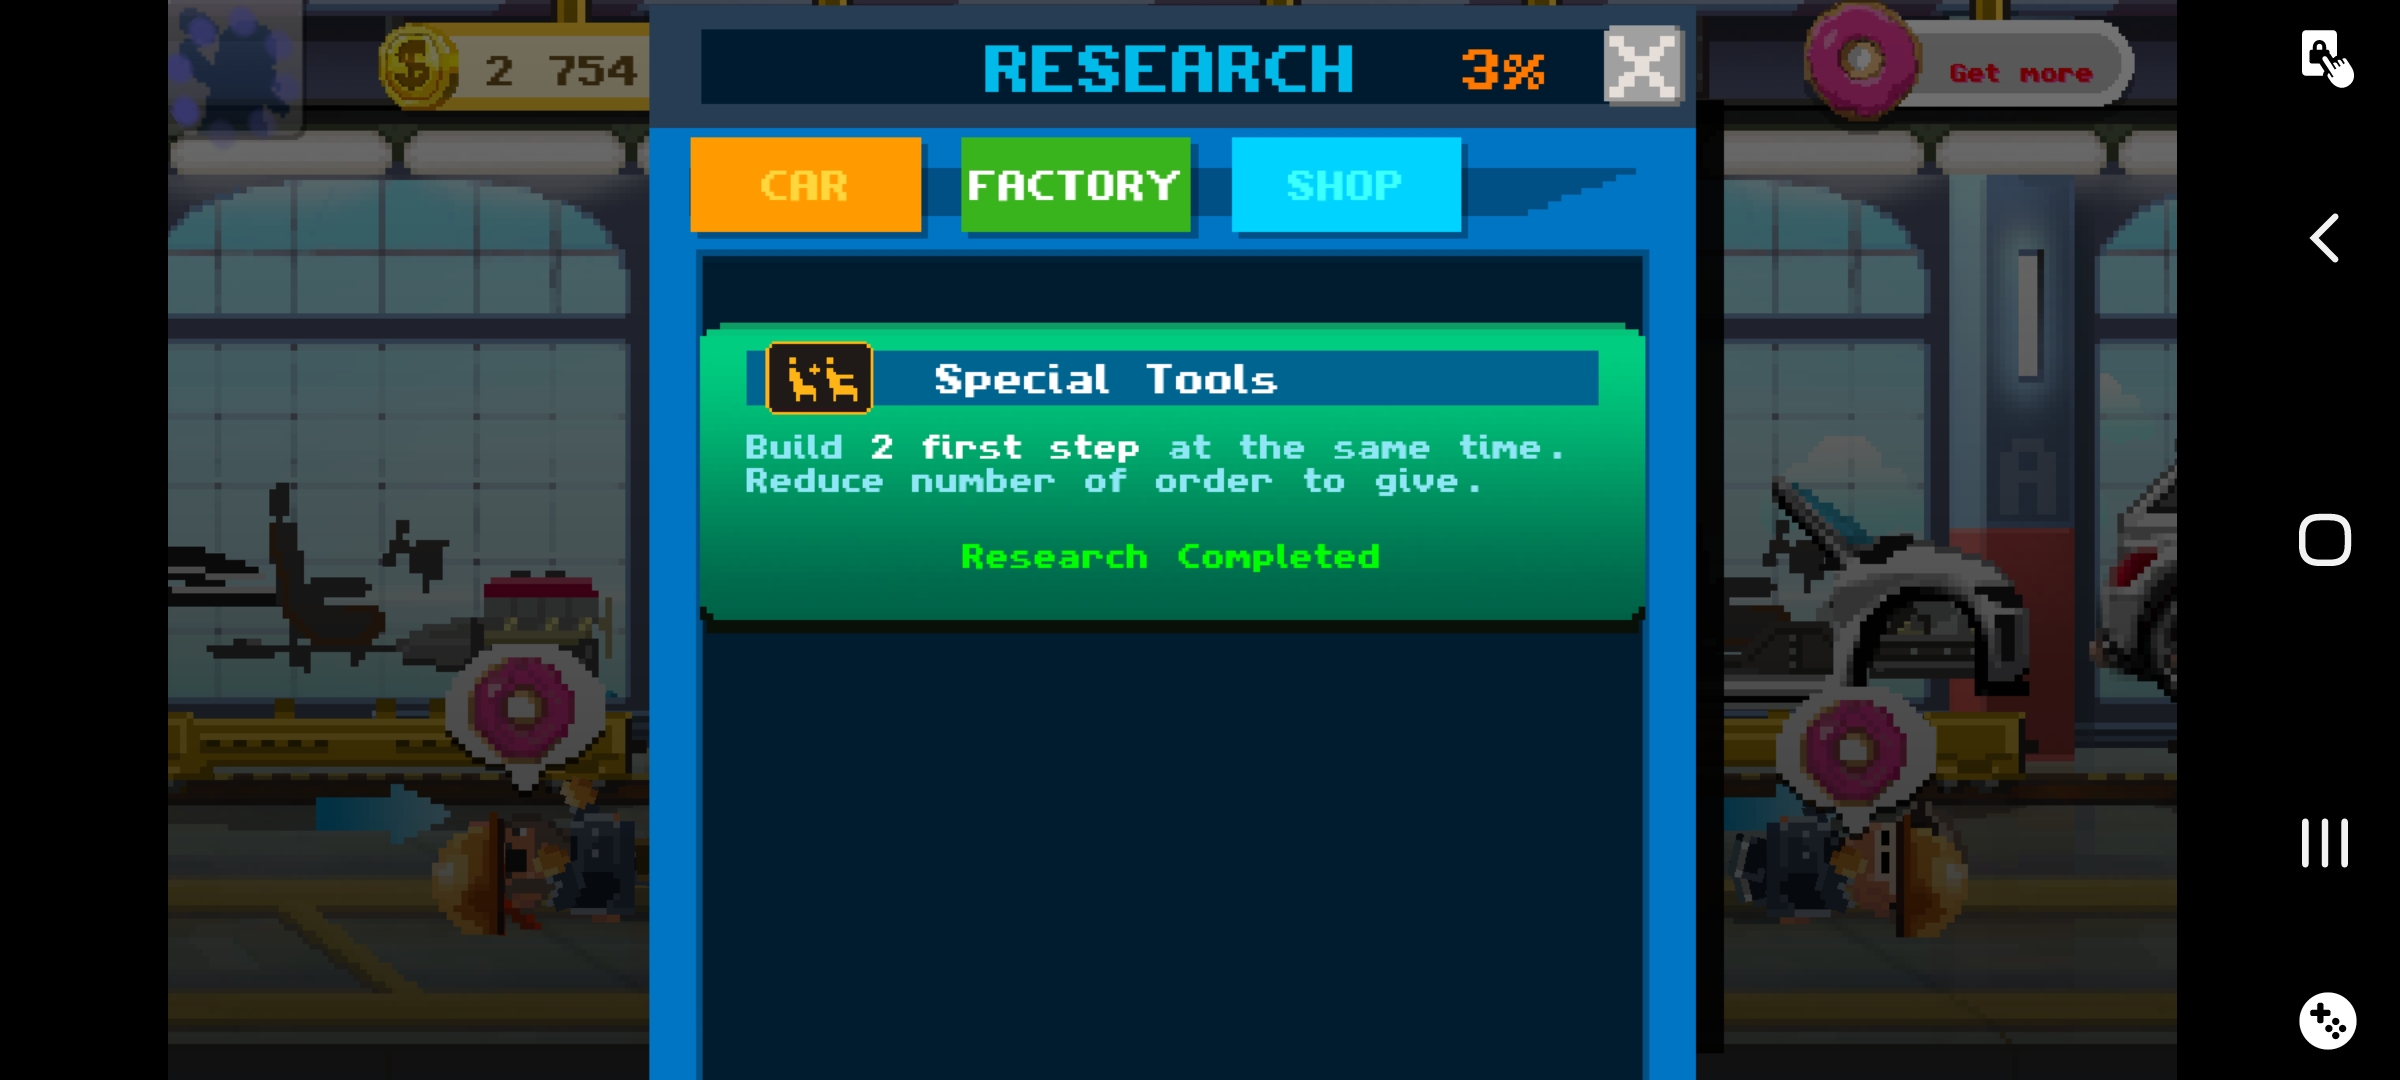 2 754
RESEARCH 3%
Get more
CAR FACTORY SHOP
Special Tools
Build 2 first step at the same time.
Reduce number of order to give.
Research Completed